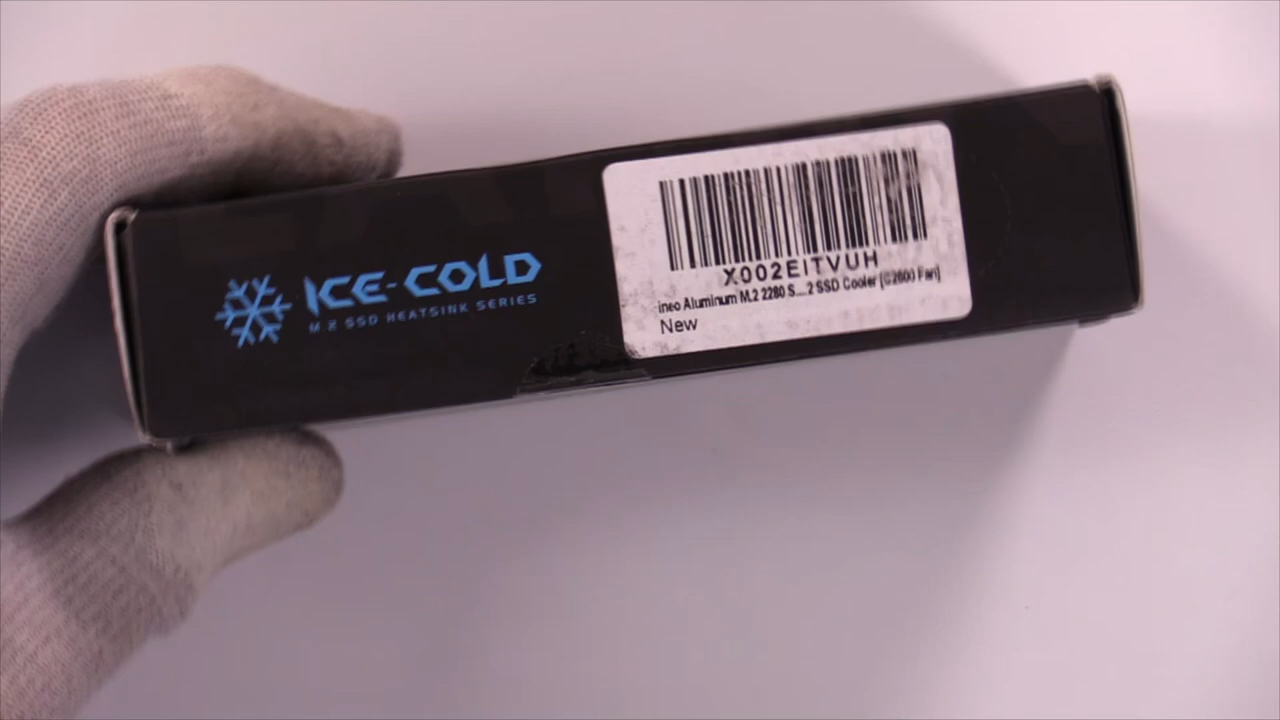 ICE-COLD
M.2 SSD HEATSINK SERIES
X002EITVUH
ineo Aluminum M.2 2280 S....2 SSD Cooler [C2600 Fan]
New